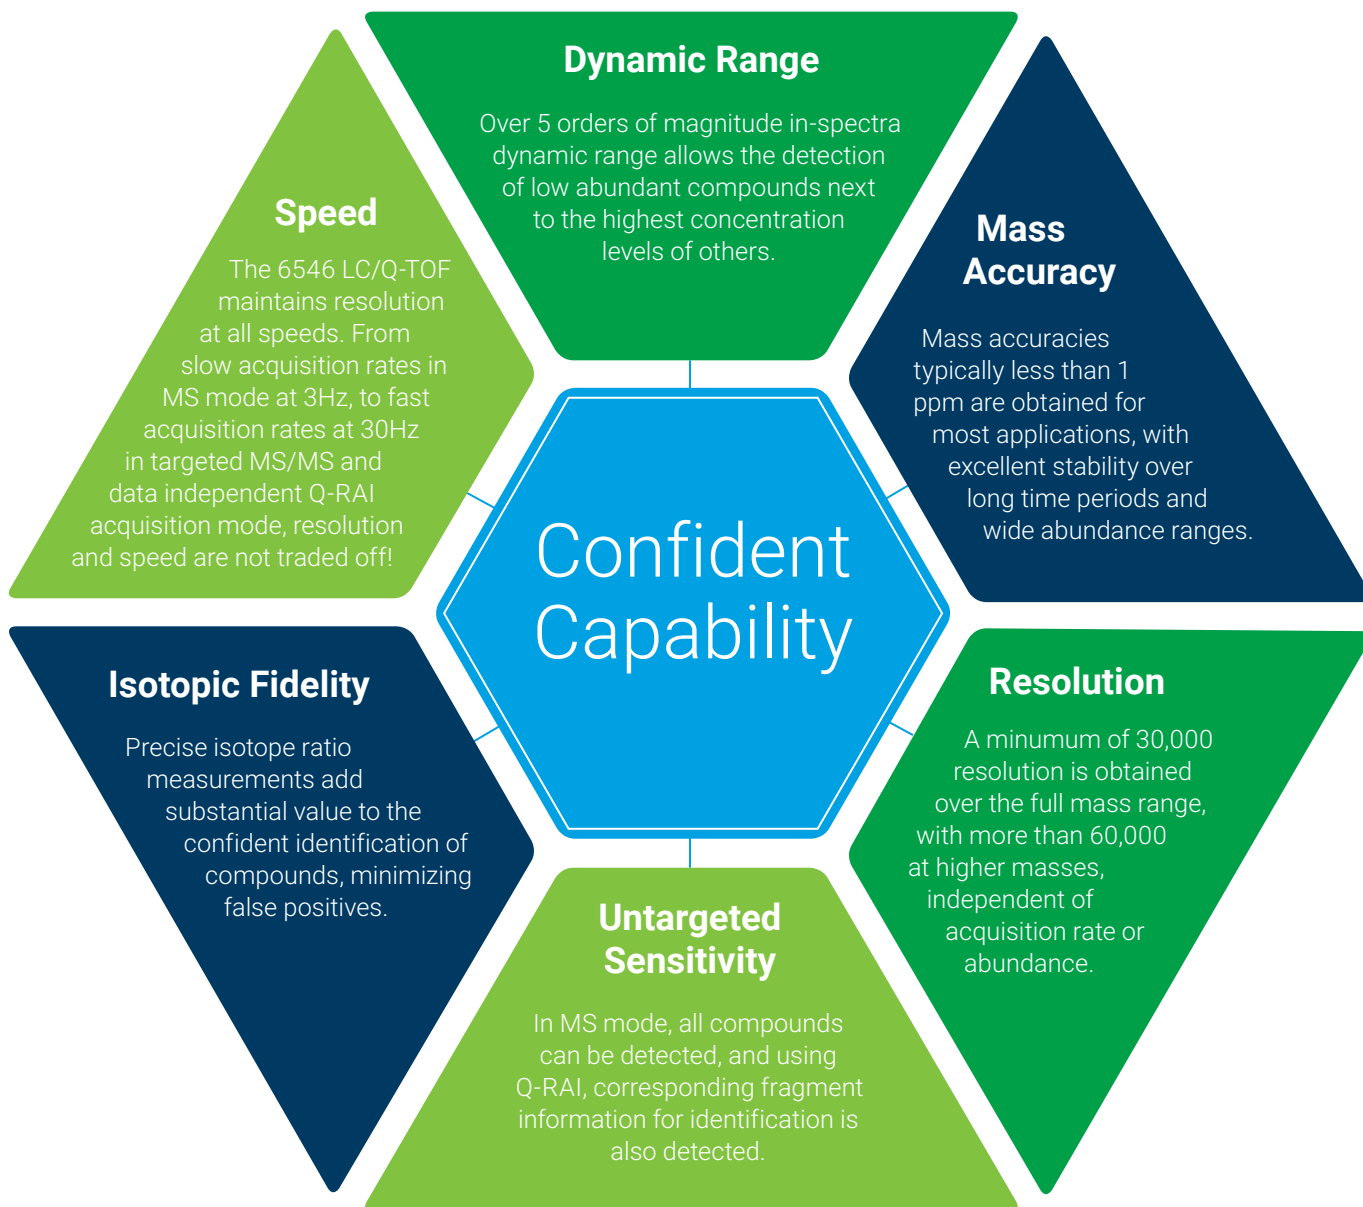 Dynamic Range
Over 5 orders of magnitude in-spectra
dynamic range allows the detection
of low abundant compounds next
to the highest concentration
levels of others.
Speed
The 6546 LC/Q-TOF
maintains resolution
at all speeds. From
slow acquisition rates in
MS mode at 3Hz, to fast
acquisition rates at 30Hz
in targeted MS/MS and
data independent Q-RAI
acquisition mode, resolution
and speed are not traded off!
Mass
Accuracy
Mass accuracies
typically less than 1
ppm are obtained for
most applications, with
excellent stability over
long time periods and
wide abundance ranges.
Confident
Capability
Isotopic Fidelity
Precise isotope ratio
measurements add
substantial value to the
confident identification of
compounds, minimizing
false positives.
Resolution
A minumum of 30,000
resolution is obtained
over the full mass range,
with more than 60,000
at higher masses,
independent of
acquisition rate or
abundance.
Untargeted
Sensitivity
In MS mode, all compounds
can be detected, and using
Q-RAI, corresponding fragment
information for identification is
also detected.